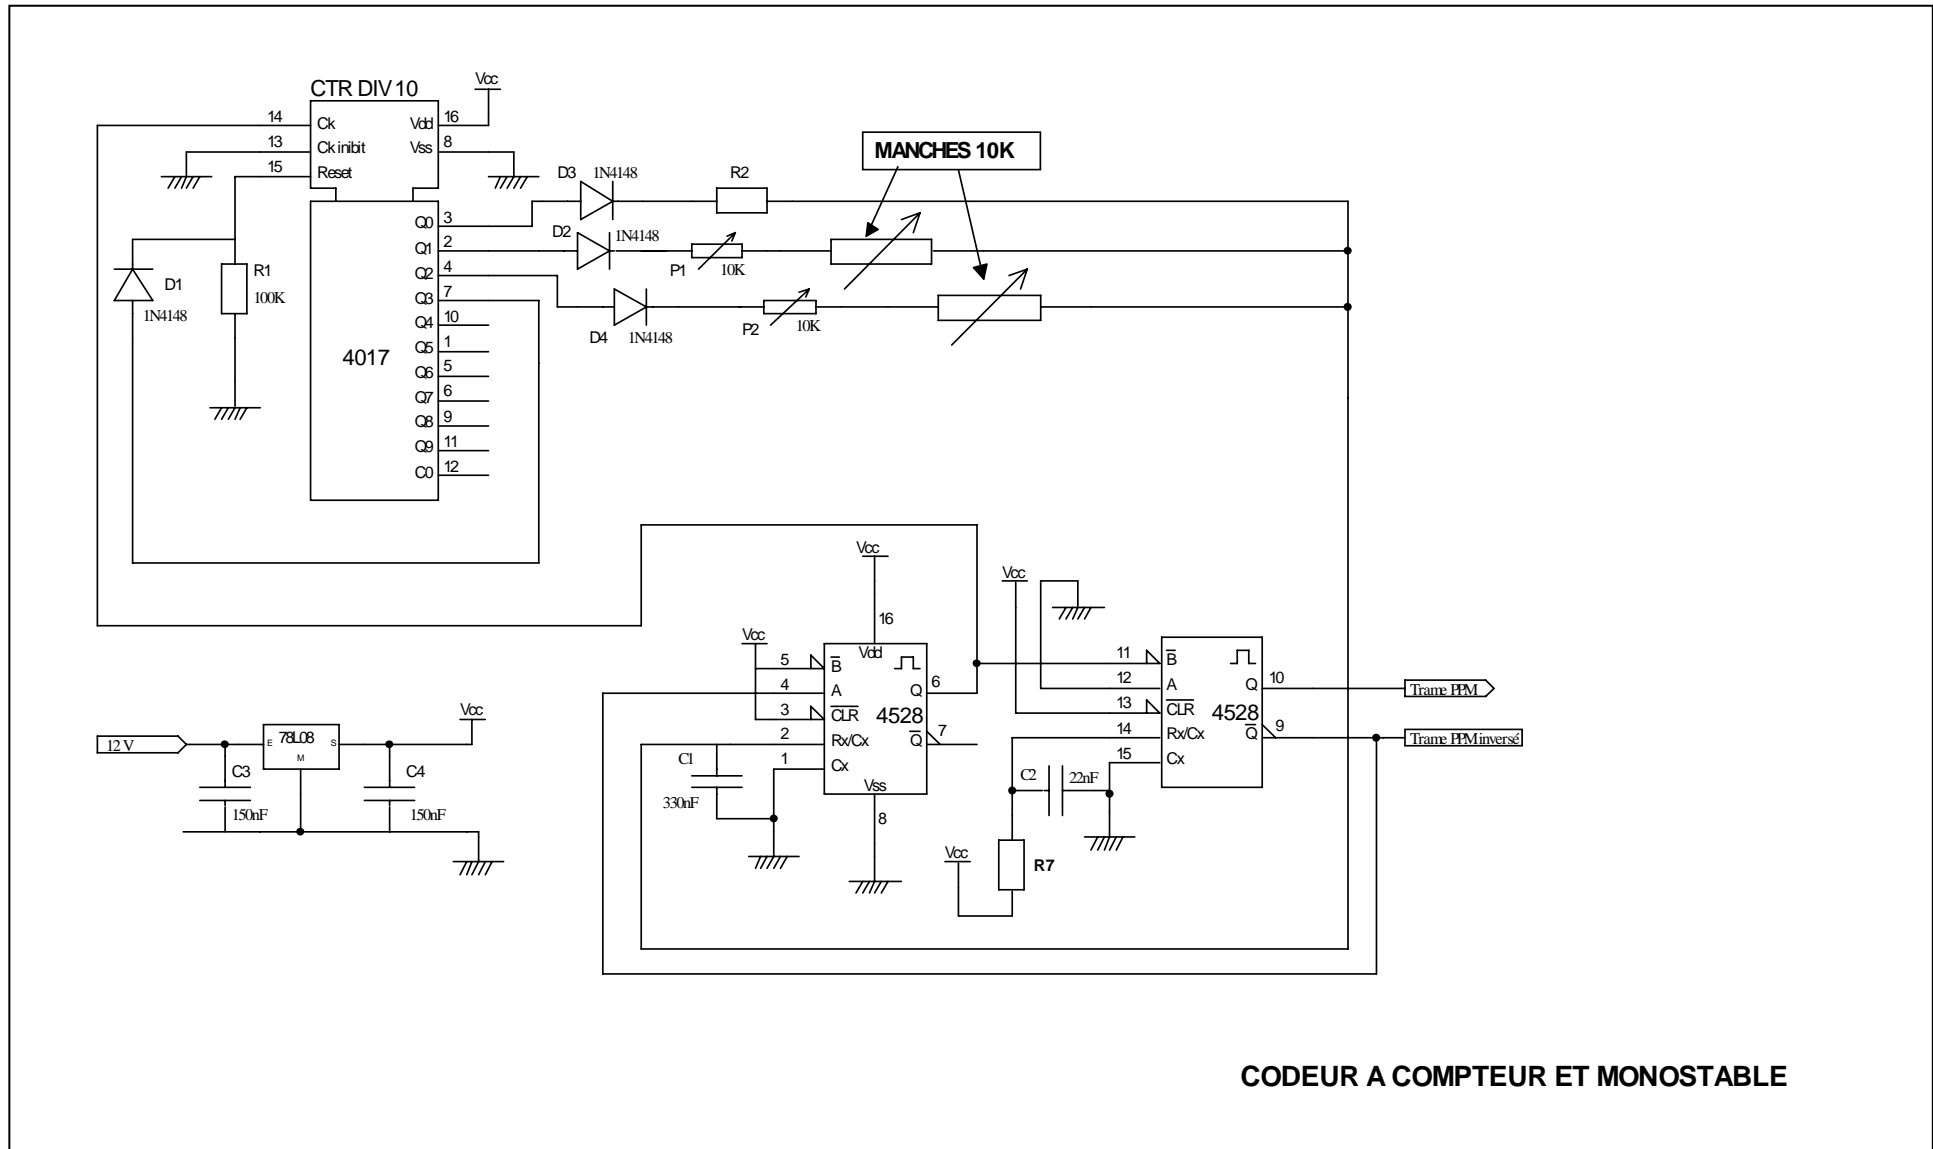 CTR DIV 10
Vcc
14 Ck Vdd 16
13 Ck inibit Vss 8
15 Reset
MANCHES 10K
D3 1N4148 R2
Q0 3
D2 1N4148
Q1 2
P1 10K
Q2 4
D1 R1
Q3 7
1N4148 100K
Q4 10
D4 1N4148 P2 10K
Q5 1
4017
Q6 5
Q7 6
Q8 9
Q9 11
C0 12
Vcc
16
Vcc
Vcc
Vdd
5 B
4 A Q 6
3 CLR 4528
2 Rx/Cx Q 7
1 Cx
Vss
8
C1
330nF
11 B
12 A Q 10 Trame PPM
13 CLR 4528
14 Rx/Cx Q 9 Trame PPM inversé
15 Cx
C2 22nF
Vcc
R7
Vcc
12 V E 78L08 S
M
C3 C4
150nF 150nF
CODEUR A COMPTEUR ET MONOSTABLE